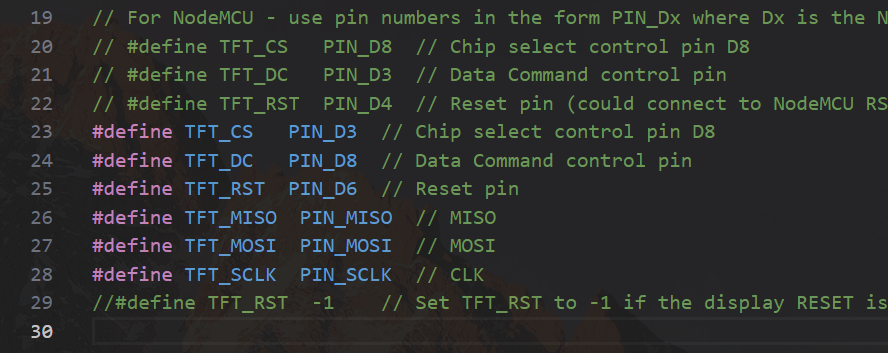 19 // For NodeMCU - use pin numbers in the form PIN_Dx where Dx is the
20 // #define TFT_CS   PIN_D8  // Chip select control pin D8
21 // #define TFT_DC   PIN_D3  // Data Command control pin
22 // #define TFT_RST  PIN_D4  // Reset pin (could connect to NodeMCU RS
23 #define TFT_CS   PIN_D3  // Chip select control pin D8
24 #define TFT_DC   PIN_D8  // Data Command control pin
25 #define TFT_RST  PIN_D6  // Reset pin
26 #define TFT_MISO  PIN_MISO  // MISO
27 #define TFT_MOSI  PIN_MOSI  // MOSI
28 #define TFT_SCLK  PIN_SCLK  // CLK
29 //#define TFT_RST  -1    // Set TFT_RST to -1 if the display RESET is
30